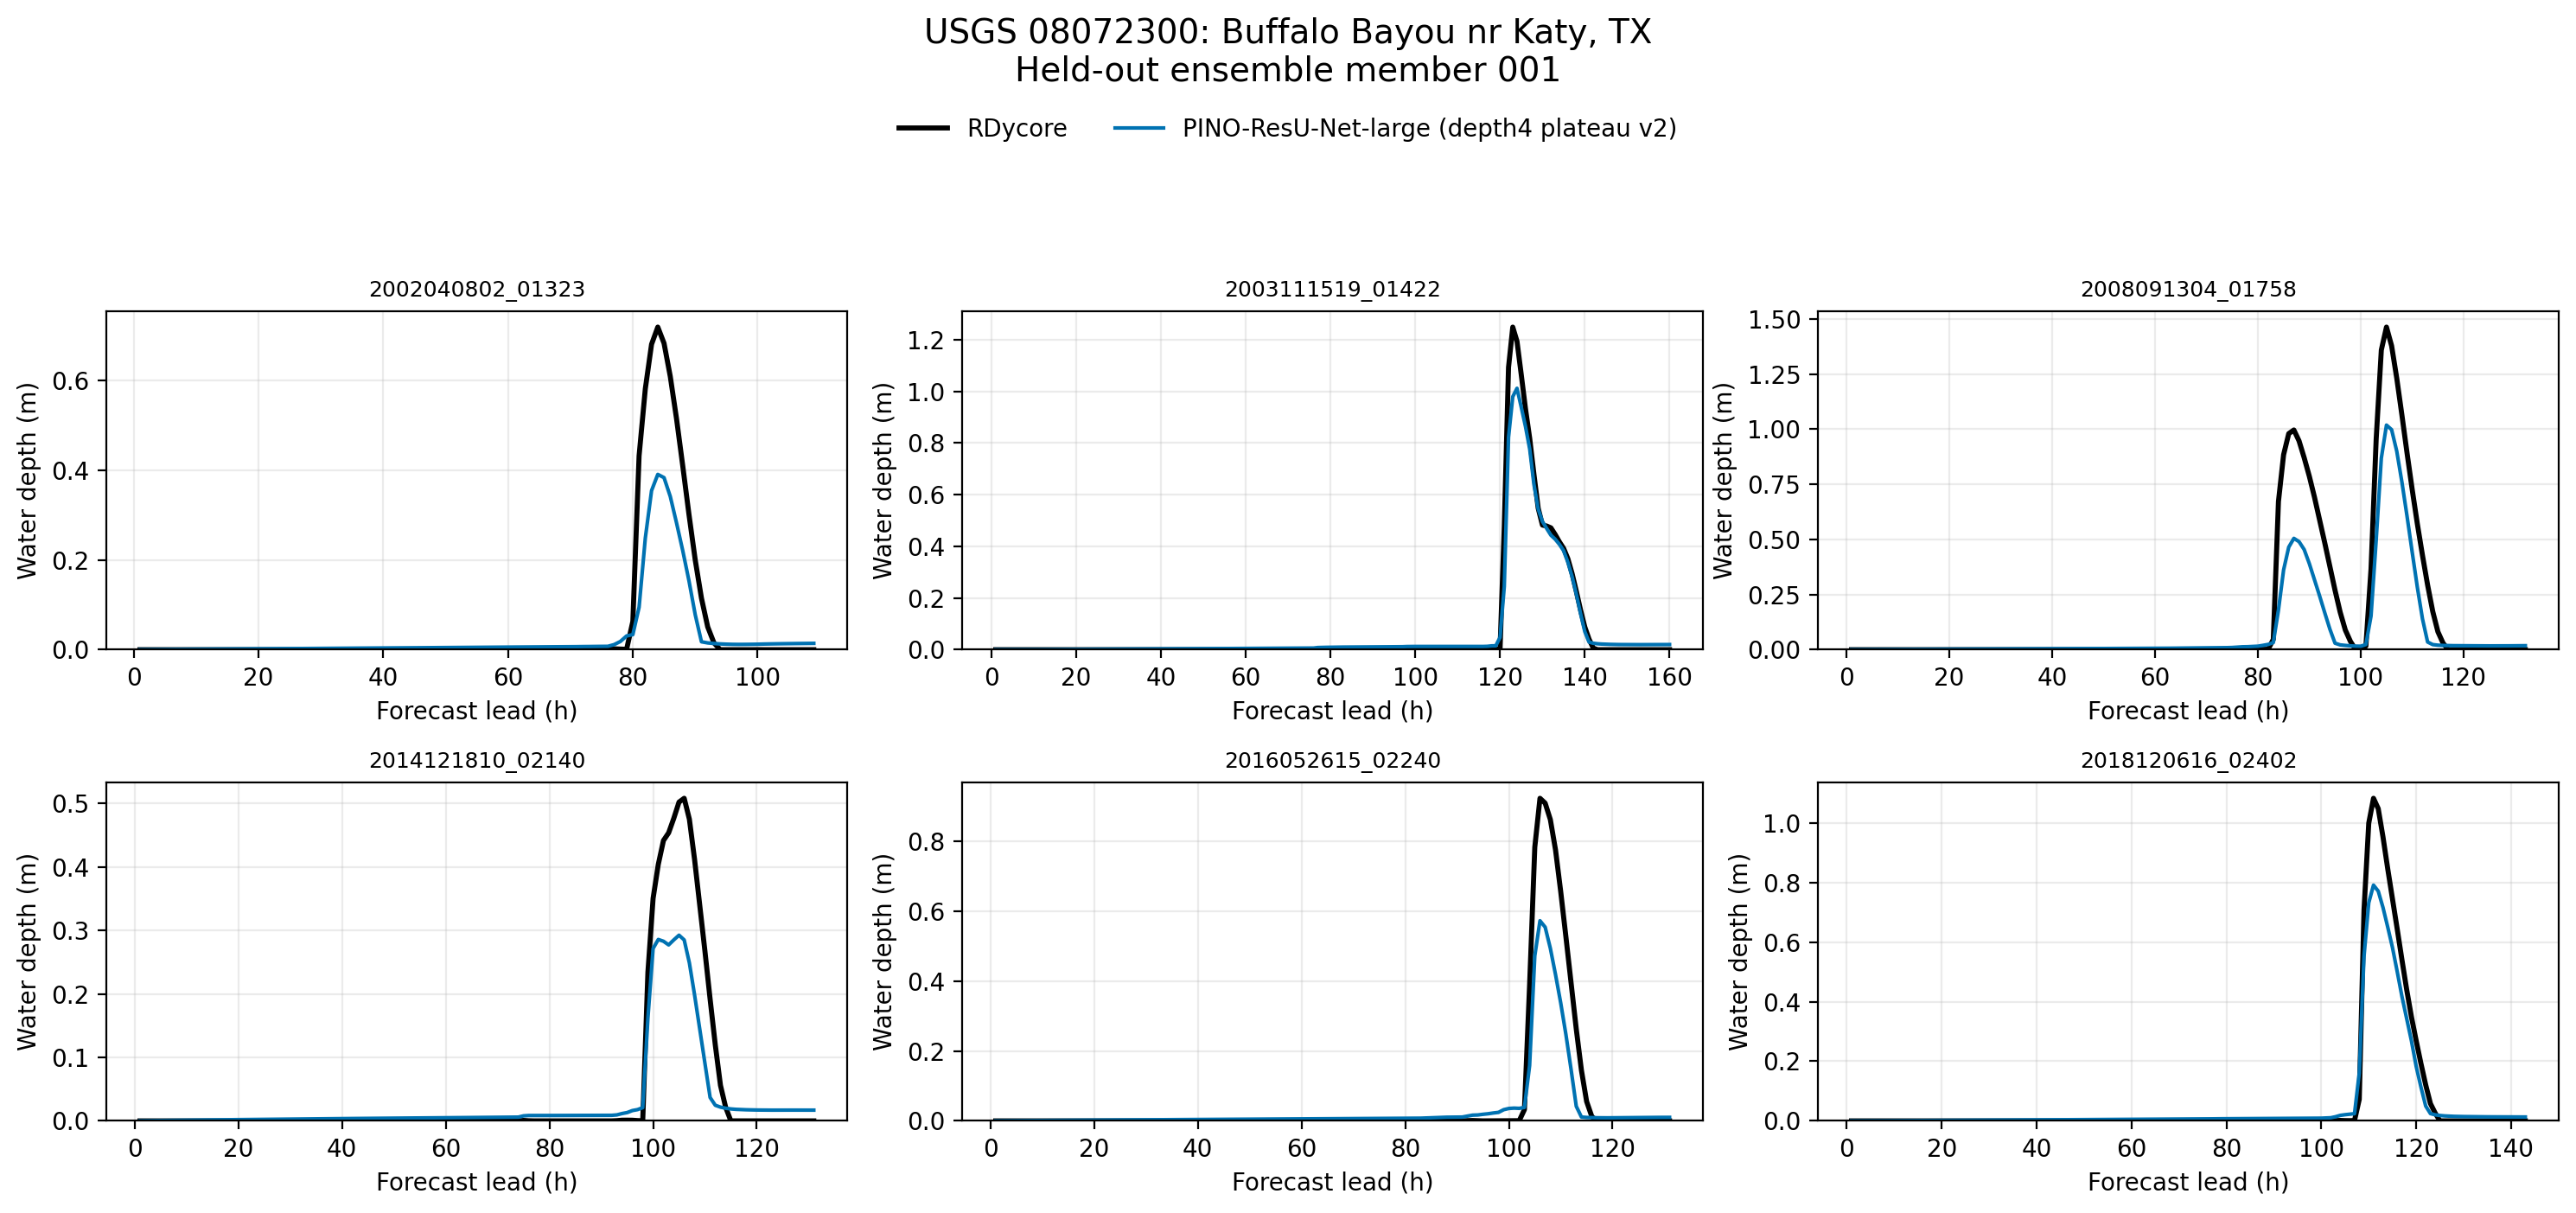 USGS 08072300: Buffalo Bayou nr Katy, TX
Held-out ensemble member 001
RDycore
PINO-ResU-Net-large (depth4 plateau v2)
2002040802_01323
Water depth (m)
0.6
0.4
0.2
0.0
0 20 40 60 80 100
Forecast lead (h)
2003111519_01422
Water depth (m)
1.2
1.0
0.8
0.6
0.4
0.2
0.0
0 20 40 60 80 100 120 140 160
Forecast lead (h)
2008091304_01758
Water depth (m)
1.50
1.25
1.00
0.75
0.50
0.25
0.00
0 20 40 60 80 100 120
Forecast lead (h)
2014121810_02140
Water depth (m)
0.5
0.4
0.3
0.2
0.1
0.0
0 20 40 60 80 100 120
Forecast lead (h)
2016052615_02240
Water depth (m)
0.8
0.6
0.4
0.2
0.0
0 20 40 60 80 100 120
Forecast lead (h)
2018120616_02402
Water depth (m)
1.0
0.8
0.6
0.4
0.2
0.0
0 20 40 60 80 100 120 140
Forecast lead (h)